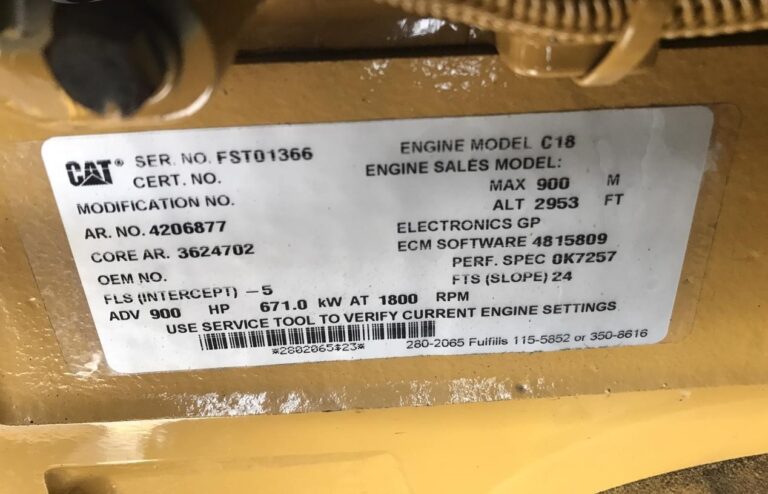 CAT® SER. NO. FST01366 ENGINE MODEL C18
CERT. NO. ENGINE SALES MODEL:
MODIFICATION NO. MAX 900 M
ALT 2953 FT
AR. NO. 4206877 ELECTRONICS GP
CORE AR. 3624702 ECM SOFTWARE 4815809
OEM NO. PERF. SPEC 0K7257
FLS (INTERCEPT) -5 FTS (SLOPE) 24
ADV 900 HP 671.0 kW AT 1800 RPM
USE SERVICE TOOL TO VERIFY CURRENT ENGINE SETTINGS
*2802065$23* 280-2065 Fulfills 115-5852 or 350-8616